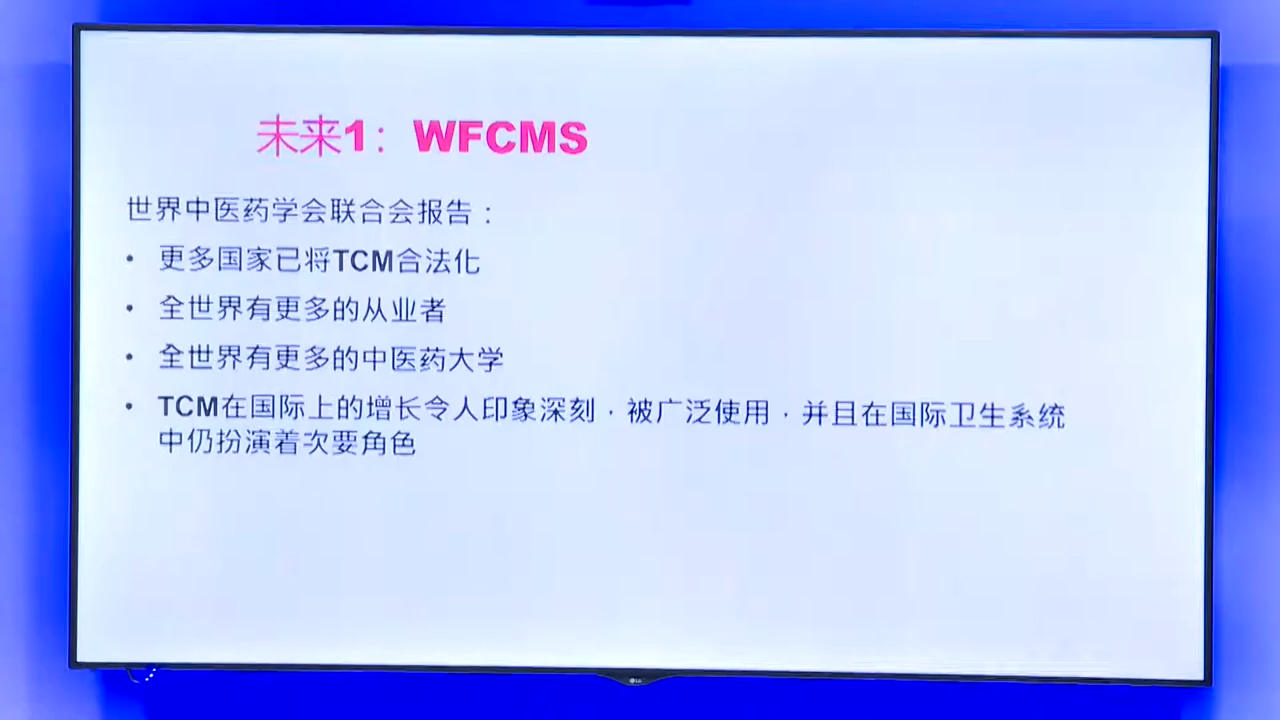 未来1：WFCMS
世界中医药学会联合会报告：
• 更多国家已将TCM合法化
• 全世界有更多的从业者
• 全世界有更多的中医药大学
• TCM在国际上的增长令人印象深刻，被广泛使用，并且在国际卫生系统
中仍扮演着次要角色
LG